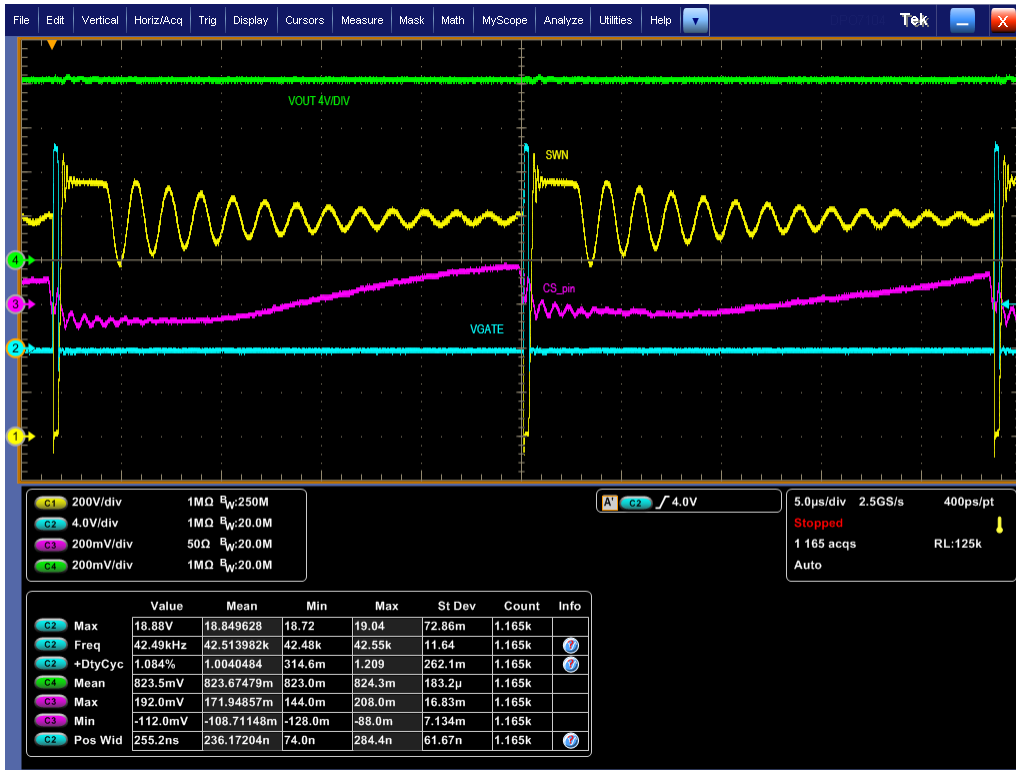 File Edit Vertical Horiz/Acq Trig Display Cursors Measure Mask Math MyScope Analyze Utilities Help Tek X
VOUT 4V/DIV
SWN
4
CS_pin
3
VGATE
2
1
C1 200V/div 1MΩ BW:250M
C2 4.0V/div 1MΩ BW:20.0M
C3 200mV/div 50Ω BW:20.0M
C4 200mV/div 1MΩ BW:20.0M
A' C2 4.0V
5.0µs/div 2.5GS/s 400ps/pt
Stopped
1 165 acqs RL:125k
Auto
Value Mean Min Max St Dev Count Info
C2 Max 18.88V 18.849628 18.72 19.04 72.86m 1.165k
C2 Freq 42.49kHz 42.513982k 42.48k 42.55k 11.64 1.165k
C2 +DtyCyc 1.084% 1.0040484 314.6m 1.209 262.1m 1.165k
C4 Mean 823.5mV 823.67479m 823.0m 824.3m 183.2µ 1.165k
C3 Max 192.0mV 171.94857m 144.0m 208.0m 16.83m 1.165k
C3 Min -112.0mV -108.71148m -128.0m -88.0m 7.134m 1.165k
C2 Pos Wid 255.2ns 236.17204n 74.0n 284.4n 61.67n 1.165k